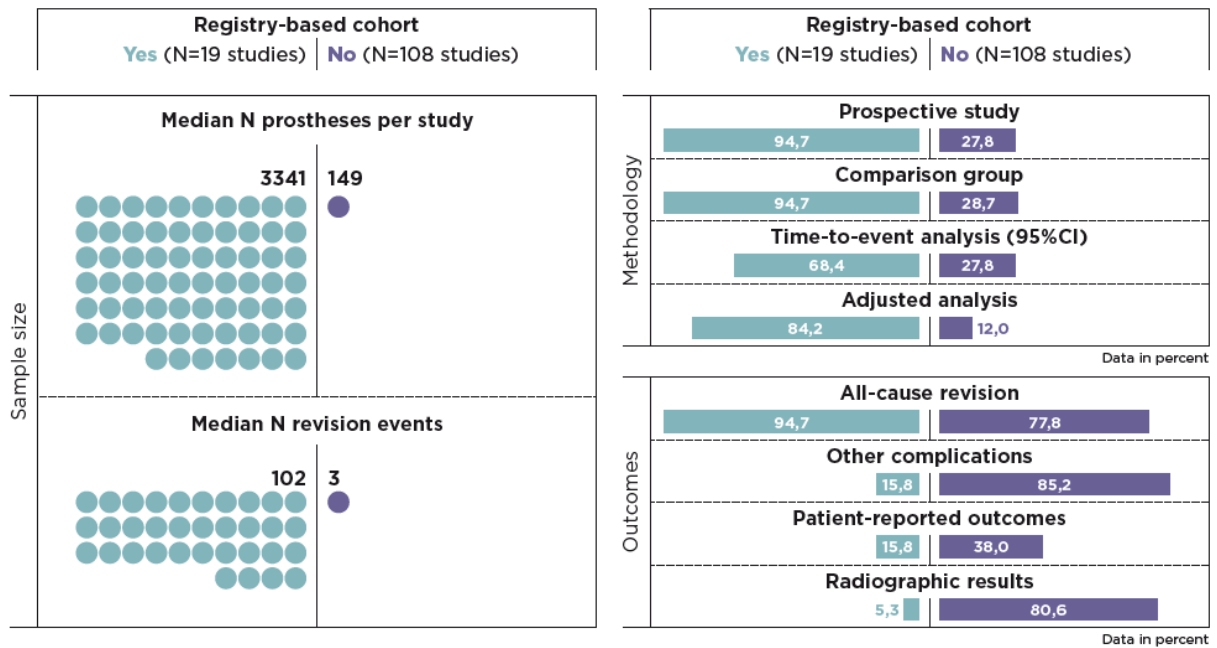 Registry-based cohort
Yes (N=19 studies) No (N=108 studies)
Sample size
Median N prostheses per study
3341 149
Median N revision events
102 3
Registry-based cohort
Yes (N=19 studies) No (N=108 studies)
Methodology
Prospective study
94,7 27,8
Comparison group
94,7 28,7
Time-to-event analysis (95%CI)
68,4 27,8
Adjusted analysis
84,2 12,0
Data in percent
Outcomes
All-cause revision
94,7 77,8
Other complications
15,8 85,2
Patient-reported outcomes
15,8 38,0
Radiographic results
5,3 80,6
Data in percent